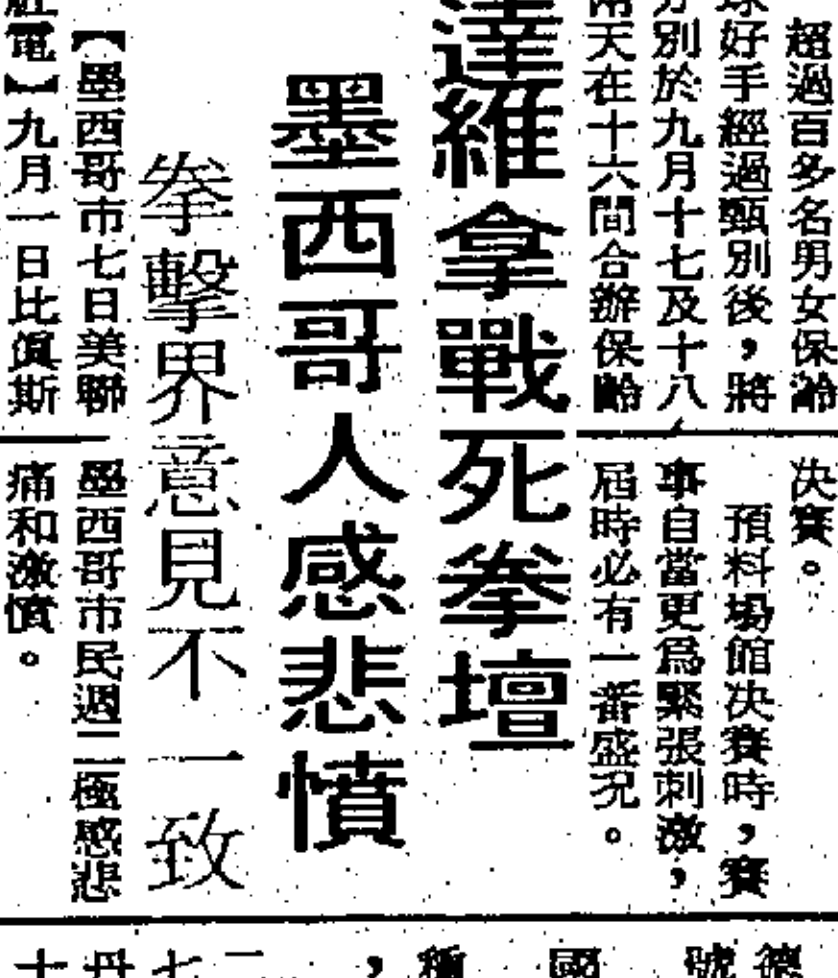 超過百多名男女保齡
球好手經過甄別後，將
分別於九月十七及十八
兩天在十六間合辦保齡
决賽。
預料場館决賽時，賽
事自當更爲緊張刺激，
屆時必有一番盛况。
達維拿戰死拳壇
墨西哥人感悲憤
拳擊界意見不一致
【墨西哥市七日美聯
社電】九月一日比斯
墨西哥市民週二極感悲
痛和激憤。